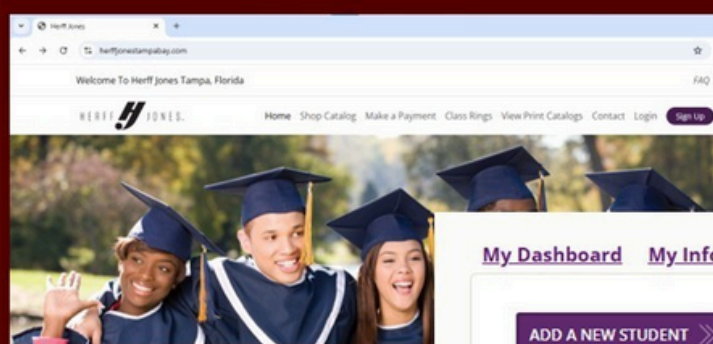 Herff Jones
herffjonestampabay.com
Welcome To Herff Jones Tampa, Florida FAQ
HERFF JONES. Home Shop Catalog Make a Payment Class Rings View Print Catalogs Contact Login Sign Up
My Dashboard My Info
ADD A NEW STUDENT